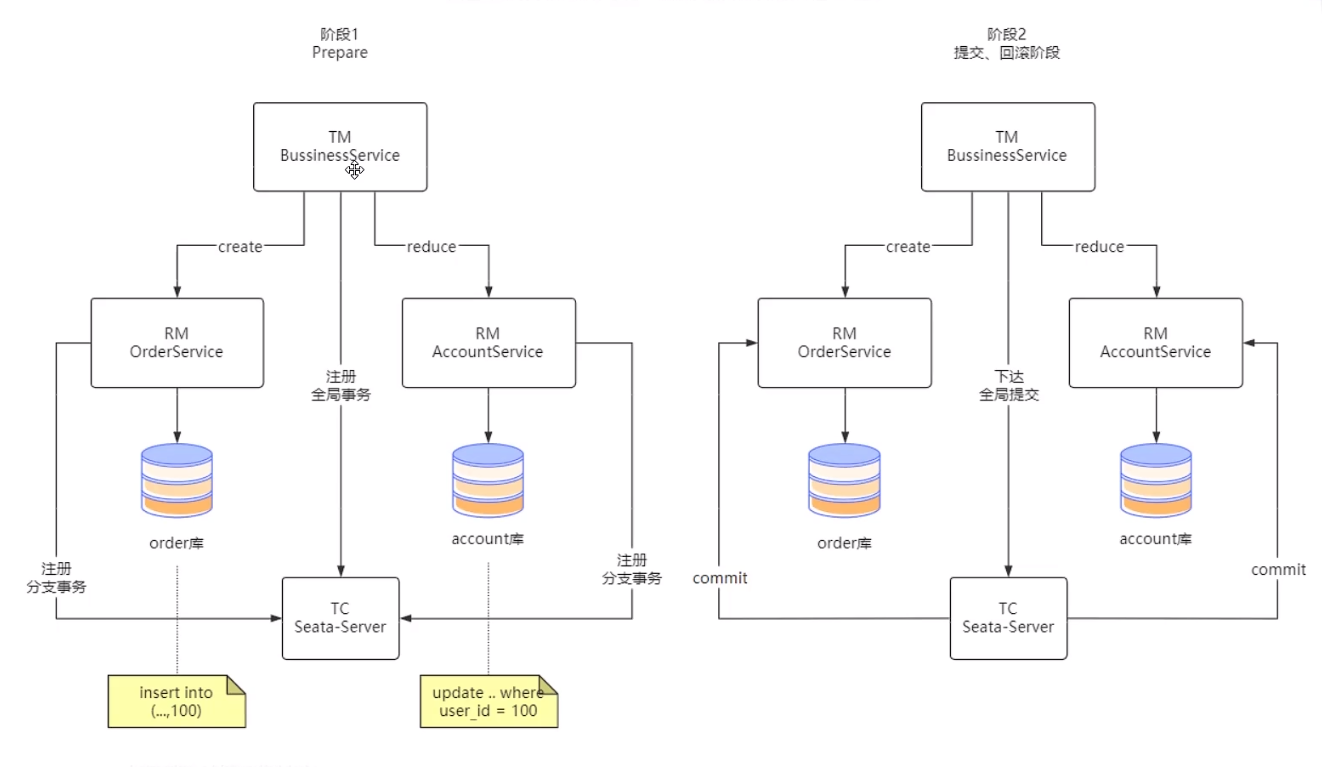 阶段1
Prepare
TM
BussinessService
create
reduce
RM
OrderService
RM
AccountService
注册
全局事务
order库
account库
注册
分支事务
注册
分支事务
TC
Seata-Server
insert into
(...,100)
update .. where
user_id = 100
阶段2
提交、回滚阶段
TM
BussinessService
create
reduce
RM
OrderService
RM
AccountService
下达
全局提交
order库
account库
commit
commit
TC
Seata-Server